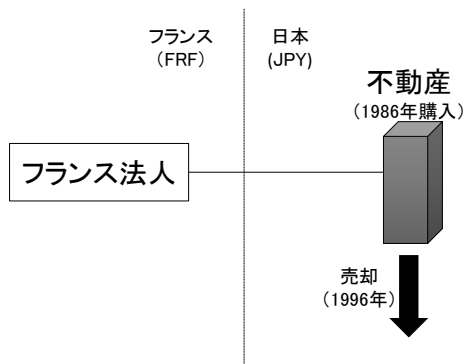 フランス
（FRF）
日本
(JPY)
不動産
（1986年購入）
フランス法人
売却
（1996年）